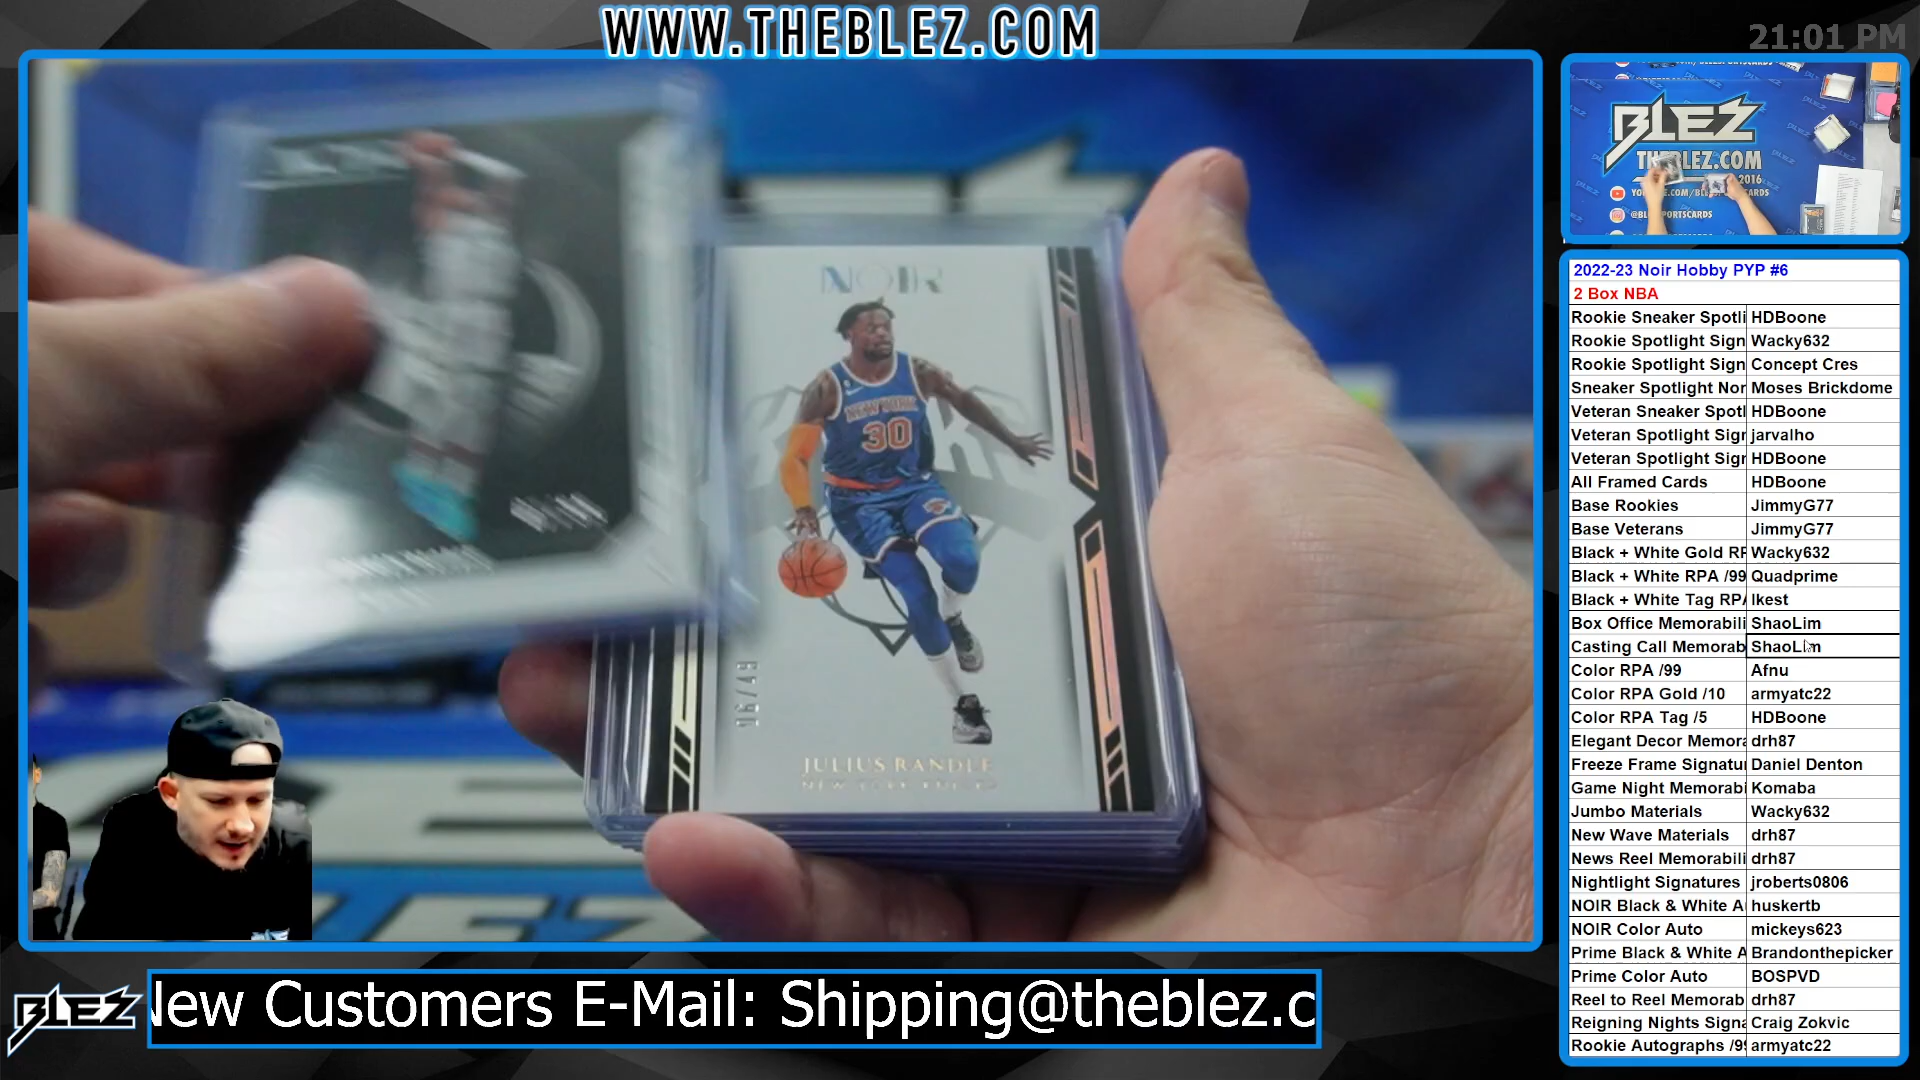 WWW.THEBLEZ.COM
21:01 PM
NOIR
NEW YORK
30
JULIUS RANDLE
BLEZ
THEBLEZ.COM
2016
2022-23 Noir Hobby PYP #6
2 Box NBA
Rookie Sneaker Spotli HDBoone
Rookie Spotlight Sign Wacky632
Rookie Spotlight Sign Concept Cres
Sneaker Spotlight Nor Moses Brickdome
Veteran Sneaker Spotl HDBoone
Veteran Spotlight Sigr jarvalho
Veteran Spotlight Sigr HDBoone
All Framed Cards HDBoone
Base Rookies JimmyG77
Base Veterans JimmyG77
Black + White Gold RF Wacky632
Black + White RPA /99 Quadprime
Black + White Tag RPA Ikest
Box Office Memorabili ShaoLim
Casting Call Memorab ShaoLim
Color RPA /99 Afnu
Color RPA Gold /10 armyatc22
Color RPA Tag /5 HDBoone
Elegant Decor Memora drh87
Freeze Frame Signatur Daniel Denton
Game Night Memorabi Komaba
Jumbo Materials Wacky632
New Wave Materials drh87
News Reel Memorabili drh87
Nightlight Signatures jroberts0806
NOIR Black & White A huskertb
NOIR Color Auto mickeys623
Prime Black & White A Brandonthepicker
Prime Color Auto BOSPVD
Reel to Reel Memorab drh87
Reigning Nights Signa Craig Zokvic
Rookie Autographs /99 armyatc22
BLEZ
New Customers E-Mail: Shipping@theblez.c